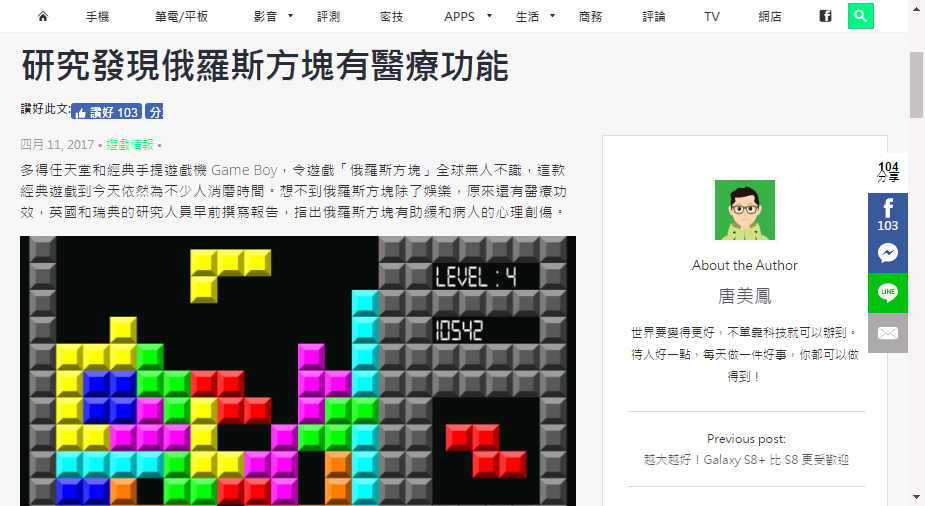 手機
筆電/平板
影音
評測
密技
APPS
生活
商務
評論
TV
網店
研究發現俄羅斯方塊有醫療功能
讚好此文:
讚好 103
四月 11, 2017 • 遊戲情報 •
多得任天堂和經典手提遊戲機 Game Boy，令遊戲「俄羅斯方塊」全球無人不識，這款
經典遊戲到今天依然為不少人消磨時間。想不到俄羅斯方塊除了娛樂，原來還有醫療功
效，英國和瑞典的研究人員早前撰寫報告，指出俄羅斯方塊有助緩和病人的心理創傷。
LEVEL : 4
10542
About the Author
唐美鳳
世界要變得更好，不單靠科技就可以辦到。
待人好一點，每天做一件好事，你都可以做
得到！
Previous post:
越大越好！Galaxy S8+ 比 S8 更受歡迎
104
分享
103
LINE